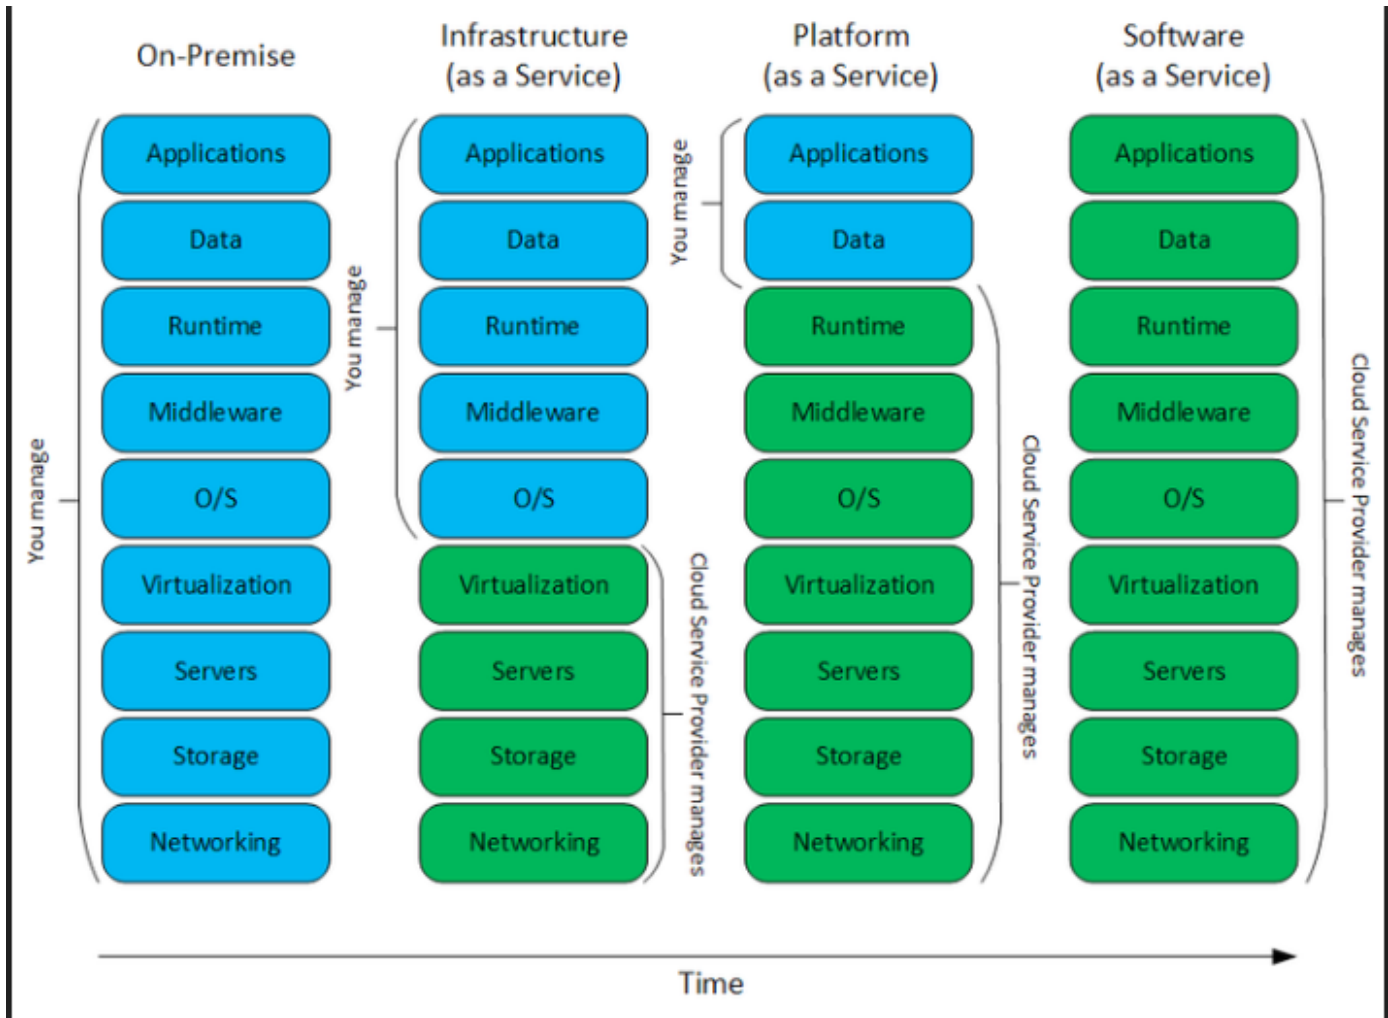 On-Premise
Infrastructure
(as a Service)
Platform
(as a Service)
Software
(as a Service)
You manage
Applications
Data
Runtime
Middleware
O/S
Virtualization
Servers
Storage
Networking
You manage
Applications
Data
Runtime
Middleware
O/S
Virtualization
Servers
Storage
Networking
Cloud Service Provider manages
You manage
Applications
Data
Runtime
Middleware
O/S
Virtualization
Servers
Storage
Networking
Cloud Service Provider manages
Applications
Data
Runtime
Middleware
O/S
Virtualization
Servers
Storage
Networking
Cloud Service Provider manages
Time